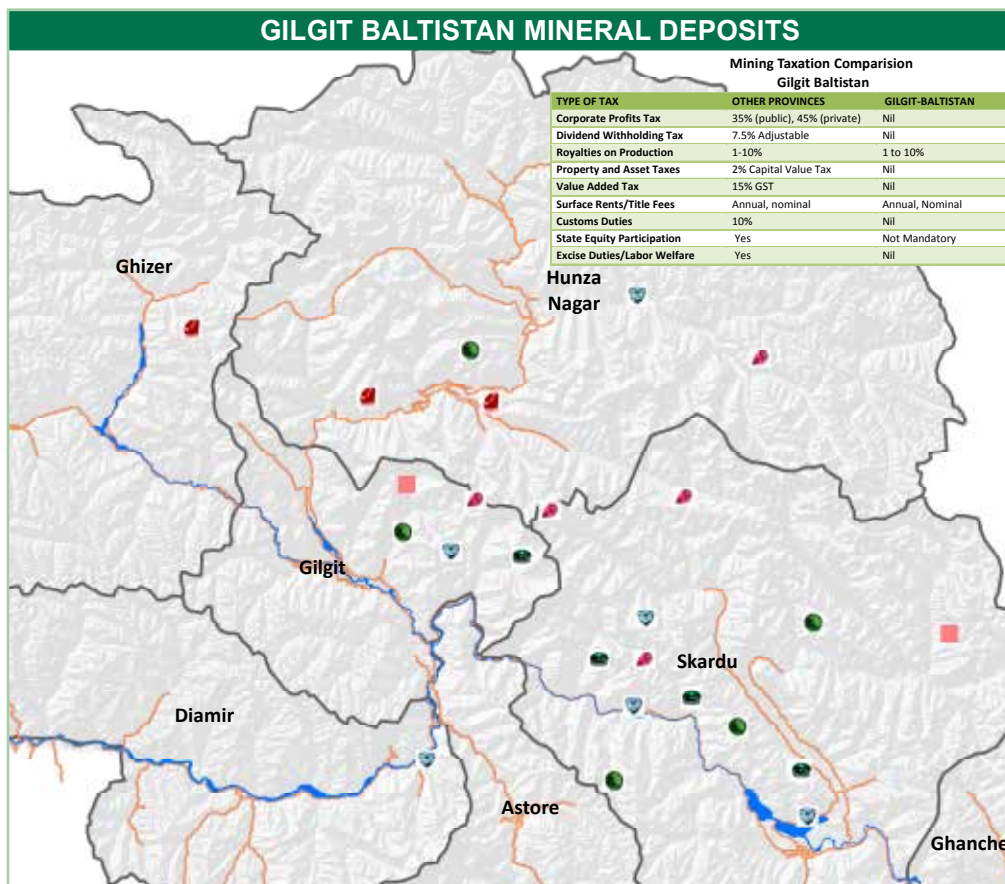 GILGIT BALTISTAN MINERAL DEPOSITS
Mining Taxation Comparision
Gilgit Baltistan
TYPE OF TAX OTHER PROVINCES GILGIT-BALTISTAN
Corporate Profits Tax 35% (public), 45% (private) Nil
Dividend Withholding Tax 7.5% Adjustable Nil
Royalties on Production 1-10% 1 to 10%
Property and Asset Taxes 2% Capital Value Tax Nil
Value Added Tax 15% GST Nil
Surface Rents/Title Fees Annual, nominal Annual, Nominal
Customs Duties 10% Nil
State Equity Participation Yes Not Mandatory
Excise Duties/Labor Welfare Yes Nil
Ghizer
Hunza
Nagar
Gilgit
Skardu
Diamir
Astore
Ghanche